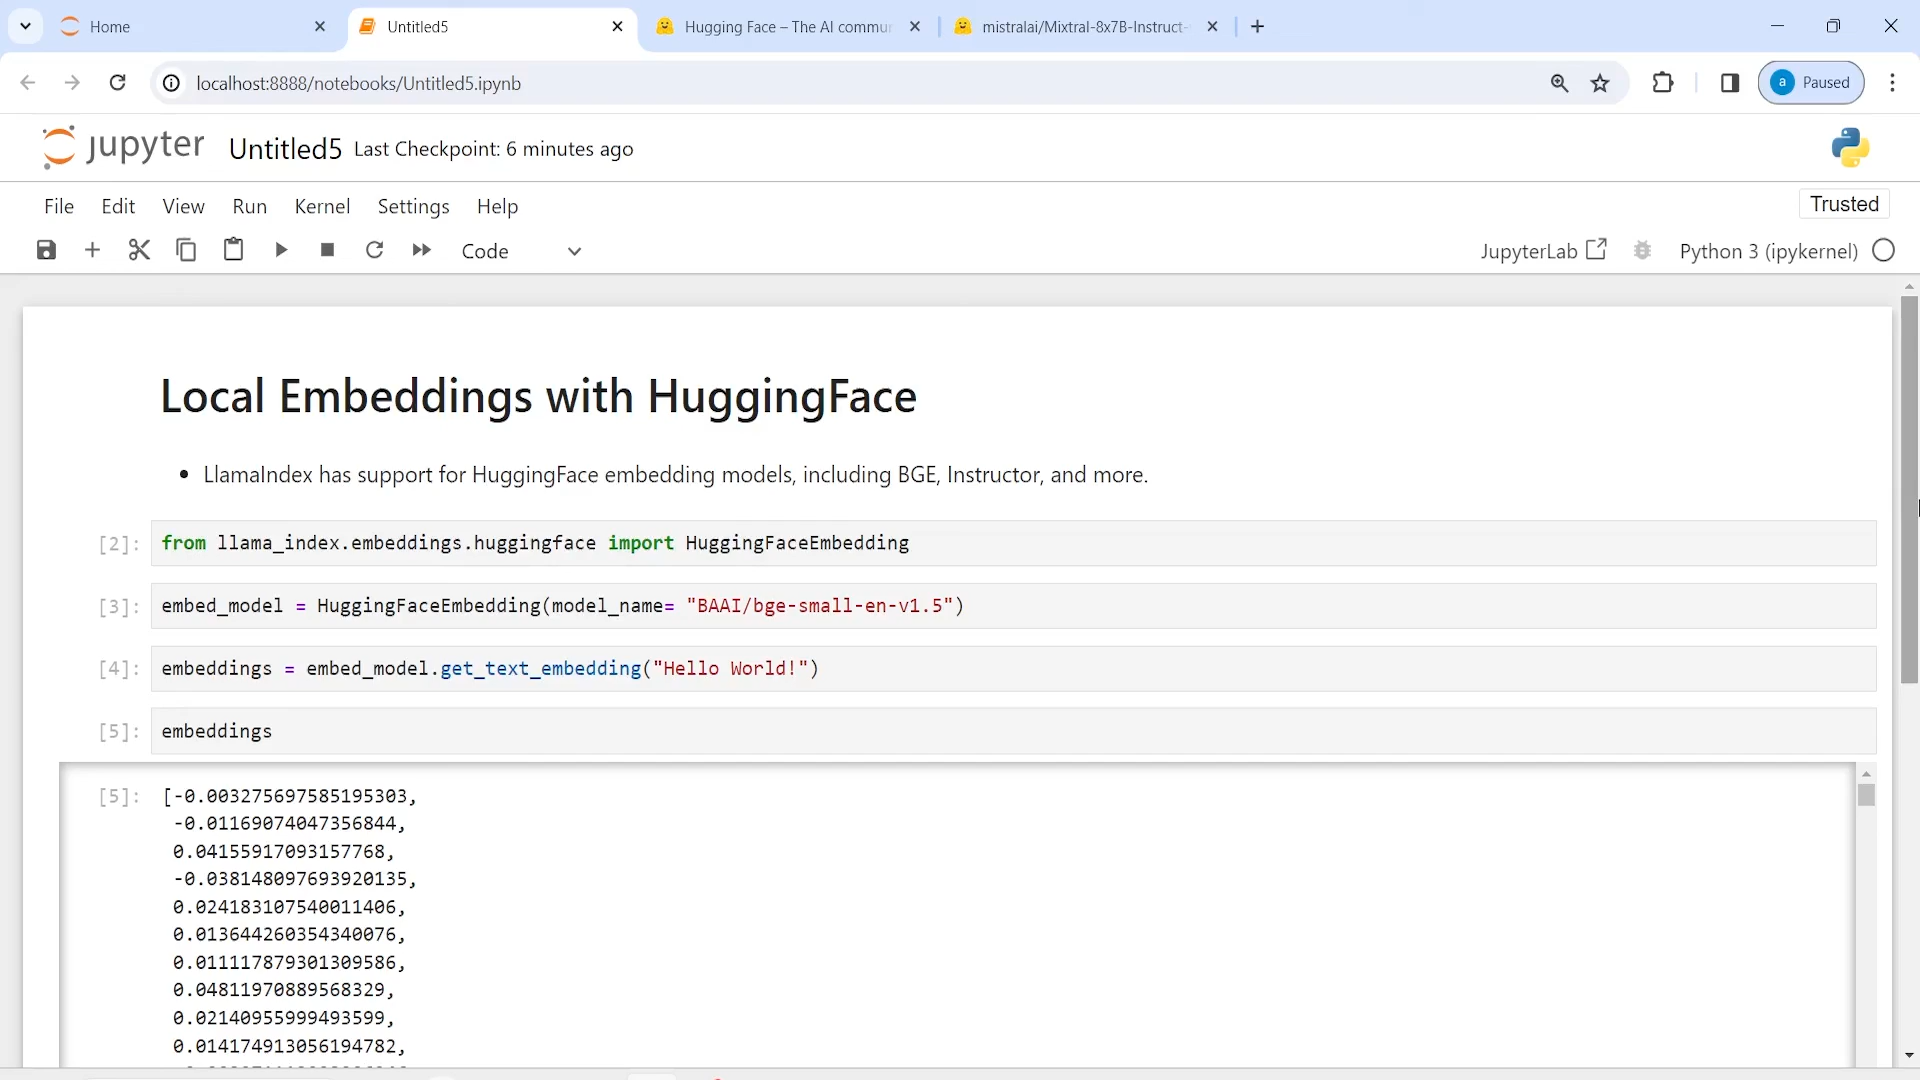 Home
Untitled5
Hugging Face – The AI commun
mistralai/Mixtral-8x7B-Instruct-
localhost:8888/notebooks/Untitled5.ipynb
a Paused
jupyter Untitled5 Last Checkpoint: 6 minutes ago
File Edit View Run Kernel Settings Help
Trusted
Code
JupyterLab
Python 3 (ipykernel)
Local Embeddings with HuggingFace
• LlamaIndex has support for HuggingFace embedding models, including BGE, Instructor, and more.
[2]: from llama_index.embeddings.huggingface import HuggingFaceEmbedding
[3]: embed_model = HuggingFaceEmbedding(model_name= "BAAI/bge-small-en-v1.5")
[4]: embeddings = embed_model.get_text_embedding("Hello World!")
[5]: embeddings
[5]: [-0.003275697585195303,
-0.01169074047356844,
0.04155917093157768,
-0.038148097693920135,
0.024183107540011406,
0.013644260354340076,
0.011117879301309586,
0.04811970889568329,
0.02140955999493599,
0.014174913056194782,